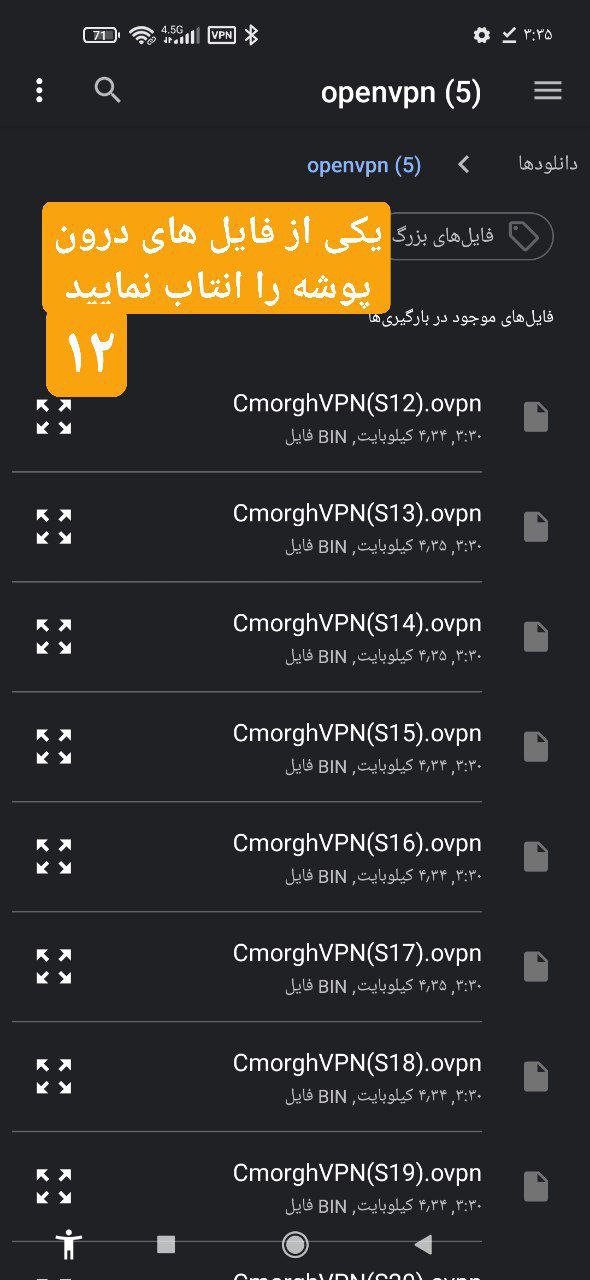 71 4.5G VPN ۳:۳۵
openvpn (5)
دانلودها openvpn (5)
فایل‌های بزرگ
یکی از فایل های درون
پوشه را انتاب نمایید
۱۲
فایل‌های موجود در بارگیری‌ها
CmorghVPN(S12).ovpn
۳:۳۰, ۴٫۳۴ کیلوبایت, BIN فایل
CmorghVPN(S13).ovpn
۳:۳۰, ۴٫۳۵ کیلوبایت, BIN فایل
CmorghVPN(S14).ovpn
۳:۳۰, ۴٫۳۵ کیلوبایت, BIN فایل
CmorghVPN(S15).ovpn
۳:۳۰, ۴٫۳۴ کیلوبایت, BIN فایل
CmorghVPN(S16).ovpn
۳:۳۰, ۴٫۳۴ کیلوبایت, BIN فایل
CmorghVPN(S17).ovpn
۳:۳۰, ۴٫۳۵ کیلوبایت, BIN فایل
CmorghVPN(S18).ovpn
۳:۳۰, ۴٫۳۴ کیلوبایت, BIN فایل
CmorghVPN(S19).ovpn
۳:۳۰, ۴٫۳۴ کیلوبایت, BIN فایل